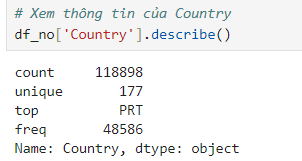 # Xem thông tin của Country
df_no['Country'].describe()
count 118898
unique 177
top PRT
freq 48586
Name: Country, dtype: object